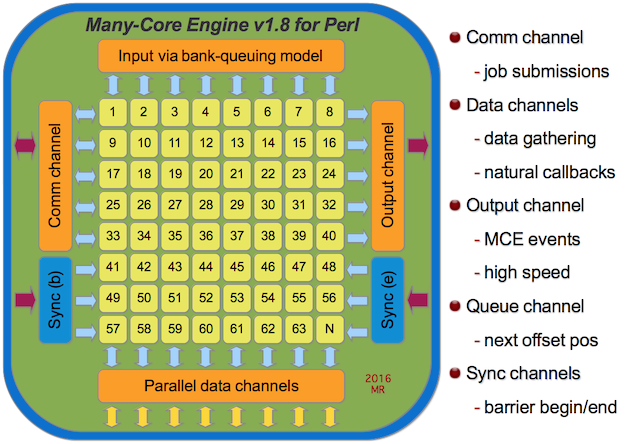 Many-Core Engine v1.8 for Perl
Input via bank-queuing model
1 2 3 4 5 6 7 8
9 10 11 12 13 14 15 16
17 18 19 20 21 22 23 24
25 26 27 28 29 30 31 32
33 34 35 36 37 38 39 40
41 42 43 44 45 46 47 48
49 50 51 52 53 54 55 56
57 58 59 60 61 62 63 N
Comm channel
Sync (b)
Output channel
Sync (e)
Parallel data channels
2016
MR
Comm channel
- job submissions
Data channels
- data gathering
- natural callbacks
Output channel
- MCE events
- high speed
Queue channel
- next offset pos
Sync channels
- barrier begin/end